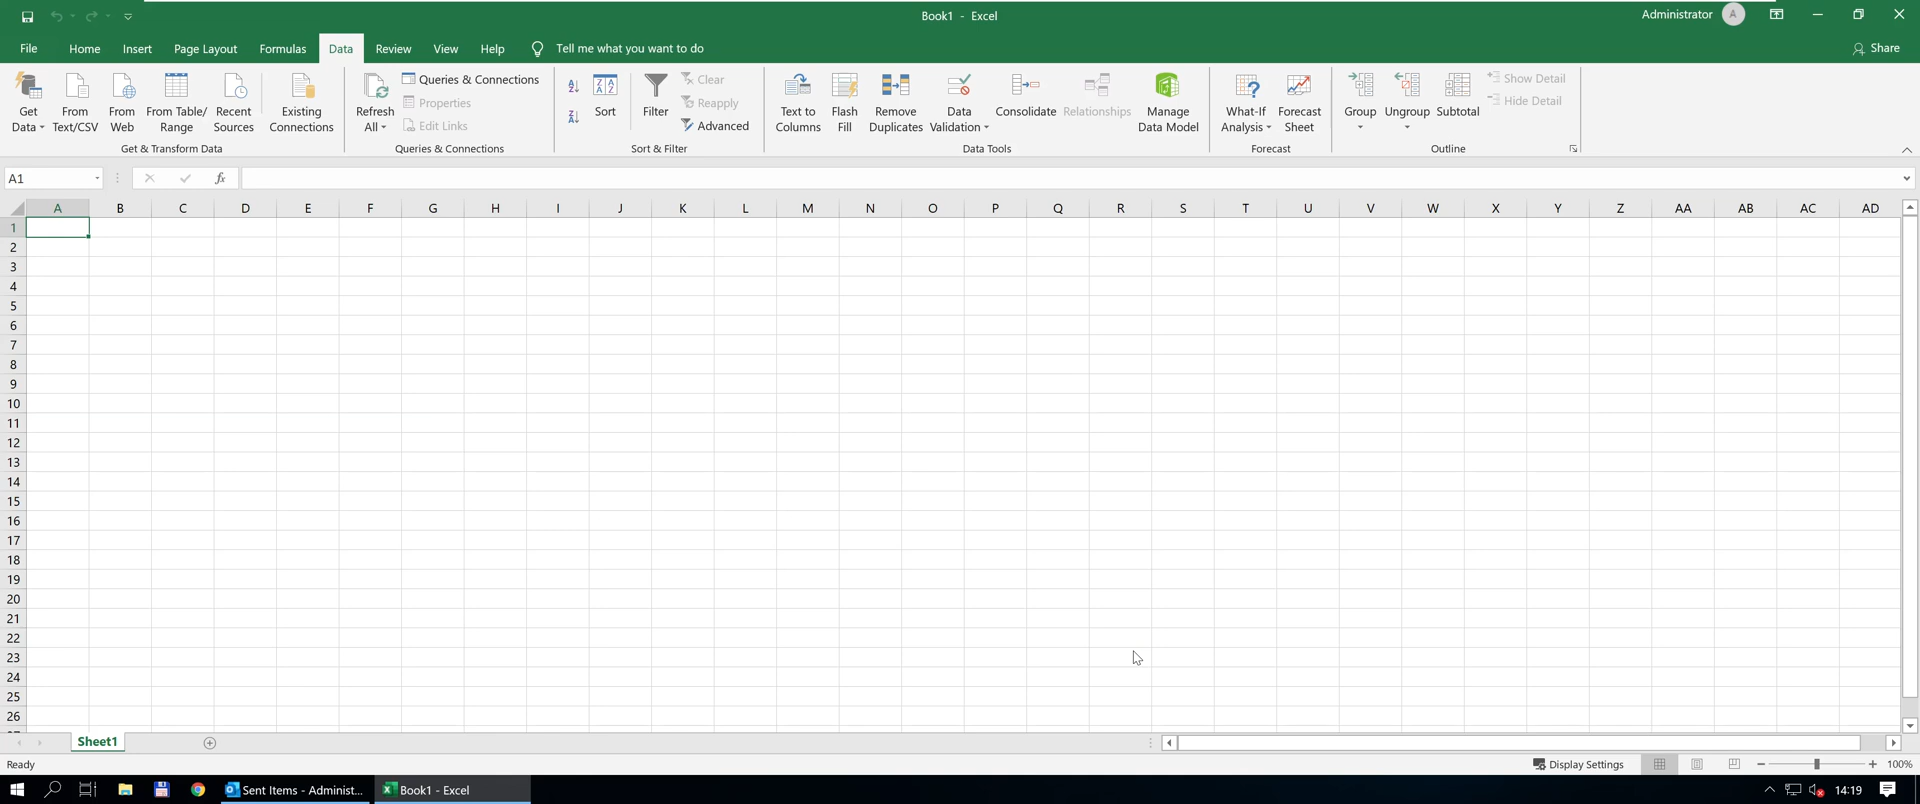 Book1 - Excel
Administrator A
File Home Insert Page Layout Formulas Data Review View Help Tell me what you want to do Share
Get Data
From Text/CSV
From Web
From Table/ Range
Recent Sources
Existing Connections
Get & Transform Data
Refresh All
Queries & Connections
Properties
Edit Links
Queries & Connections
Sort
Filter
Clear
Reapply
Advanced
Sort & Filter
Text to Columns
Flash Fill
Remove Duplicates
Data Validation
Consolidate
Relationships
Manage Data Model
Data Tools
What-If Analysis
Forecast Sheet
Forecast
Group
Ungroup
Subtotal
Show Detail
Hide Detail
Outline
A1 fx
A B C D E F G H I J K L M N O P Q R S T U V W X Y Z AA AB AC AD
1
2
3
4
5
6
7
8
9
10
11
12
13
14
15
16
17
18
19
20
21
22
23
24
25
26
Sheet1
Ready Display Settings 100%
Sent Items - Administ... Book1 - Excel 14:19